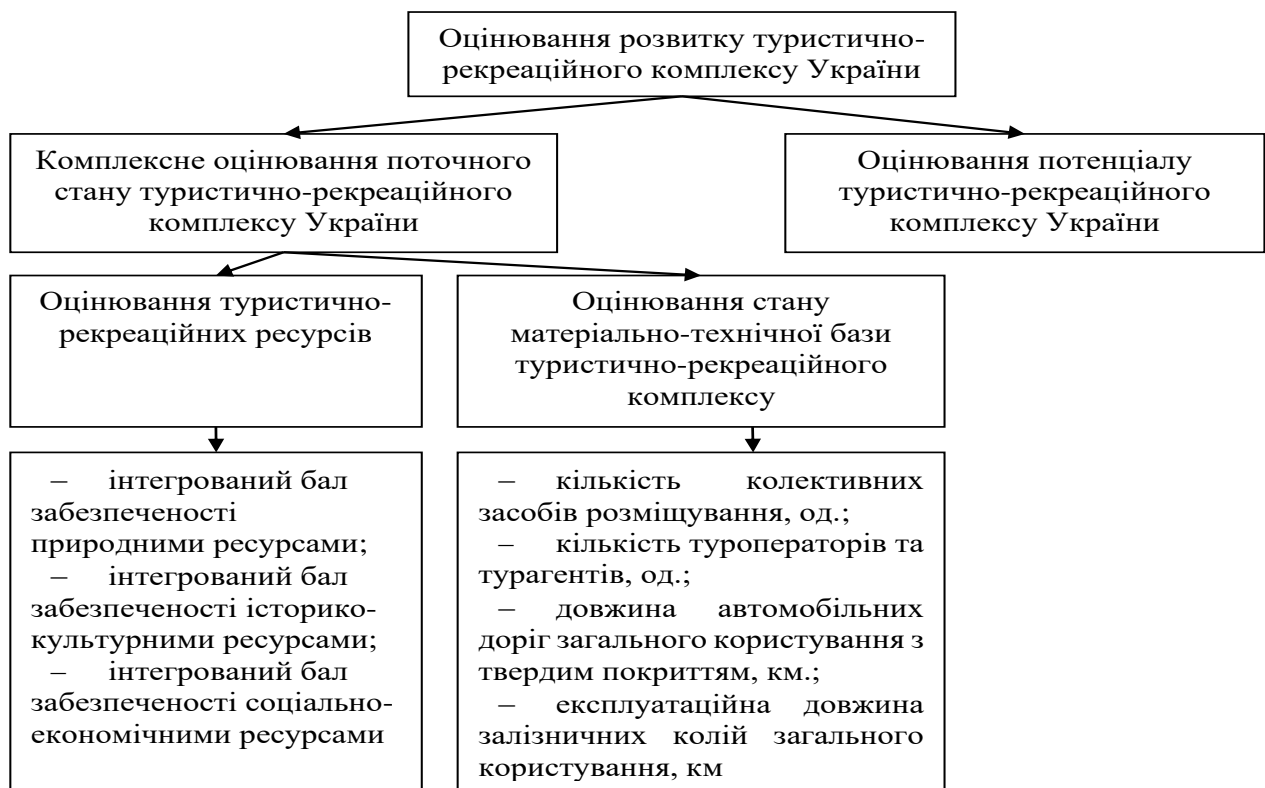 Оцінювання розвитку туристично-
рекреаційного комплексу України
Комплексне оцінювання поточного
стану туристично-рекреаційного
комплексу України
Оцінювання потенціалу
туристично-рекреаційного
комплексу України
Оцінювання туристично-
рекреаційних ресурсів
Оцінювання стану
матеріально-технічної бази
туристично-рекреаційного
комплексу
– інтегрований бал
забезпеченості
природними ресурсами;
– інтегрований бал
забезпеченості історико-
культурними ресурсами;
– інтегрований бал
забезпеченості соціально-
економічними ресурсами
– кількість колективних
засобів розміщування, од.;
– кількість туроператорів та
турагентів, од.;
– довжина автомобільних
доріг загального користування з
твердим покриттям, км.;
– експлуатаційна довжина
залізничних колій загального
користування, км